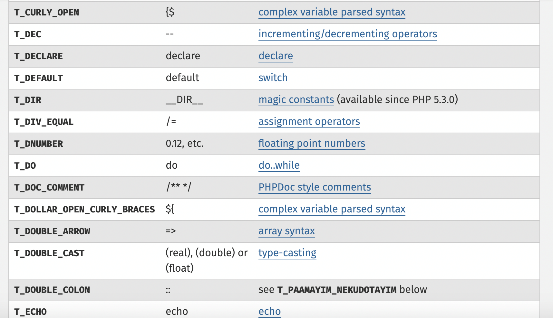 T_CURLY_OPEN {$ complex variable parsed syntax
T_DEC -- incrementing/decrementing operators
T_DECLARE declare declare
T_DEFAULT default switch
T_DIR __DIR__ magic constants (available since PHP 5.3.0)
T_DIV_EQUAL /= assignment operators
T_DNUMBER 0.12, etc. floating point numbers
T_DO do do..while
T_DOC_COMMENT /** */ PHPDoc style comments
T_DOLLAR_OPEN_CURLY_BRACES ${ complex variable parsed syntax
T_DOUBLE_ARROW => array syntax
T_DOUBLE_CAST (real), (double) or type-casting
(float)
T_DOUBLE_COLON :: see T_PAAMAYIM_NEKUDOTAYIM below
T_ECHO echo echo